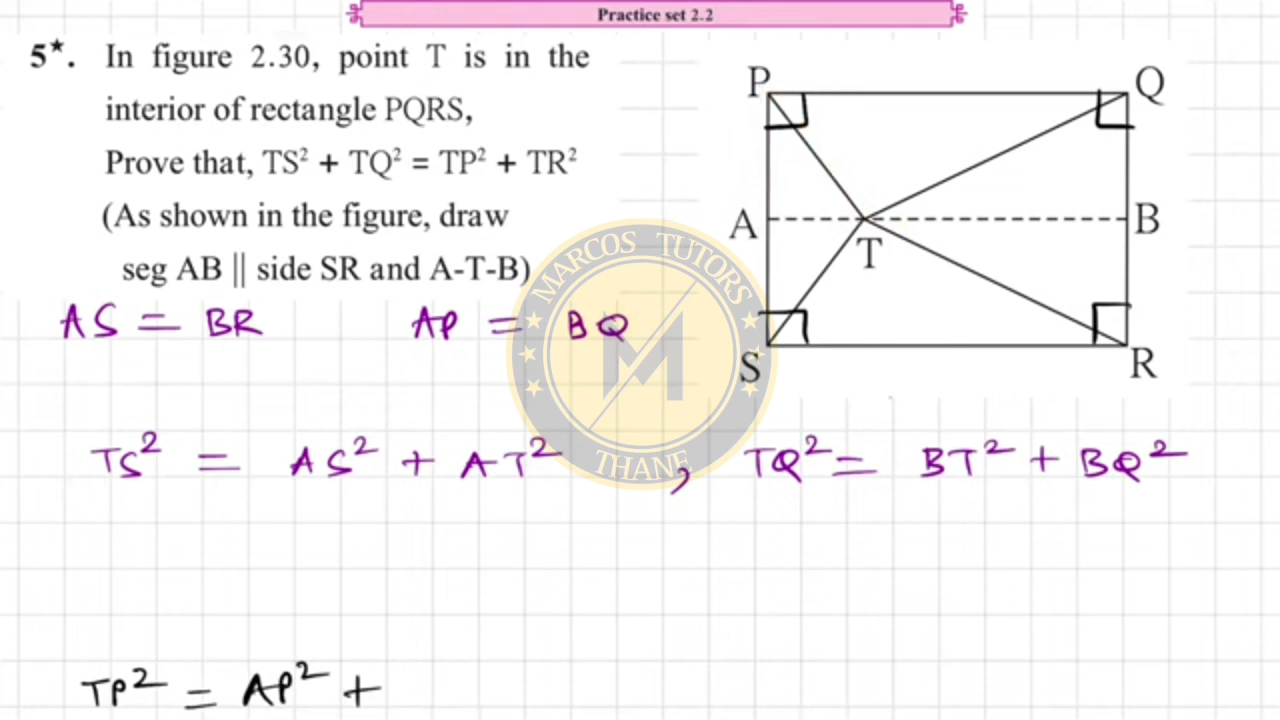 Practice set 2.2
5★. In figure 2.30, point T is in the
interior of rectangle PQRS,
Prove that, TS² + TQ² = TP² + TR²
(As shown in the figure, draw
seg AB || side SR and A-T-B)
P
Q
A
T
B
S
R
MARCOS TUTORS
M
THANE
AS = BR AP = BQ
TS² = AS² + AT² , TQ² = BT² + BQ²
TP² = AP² +